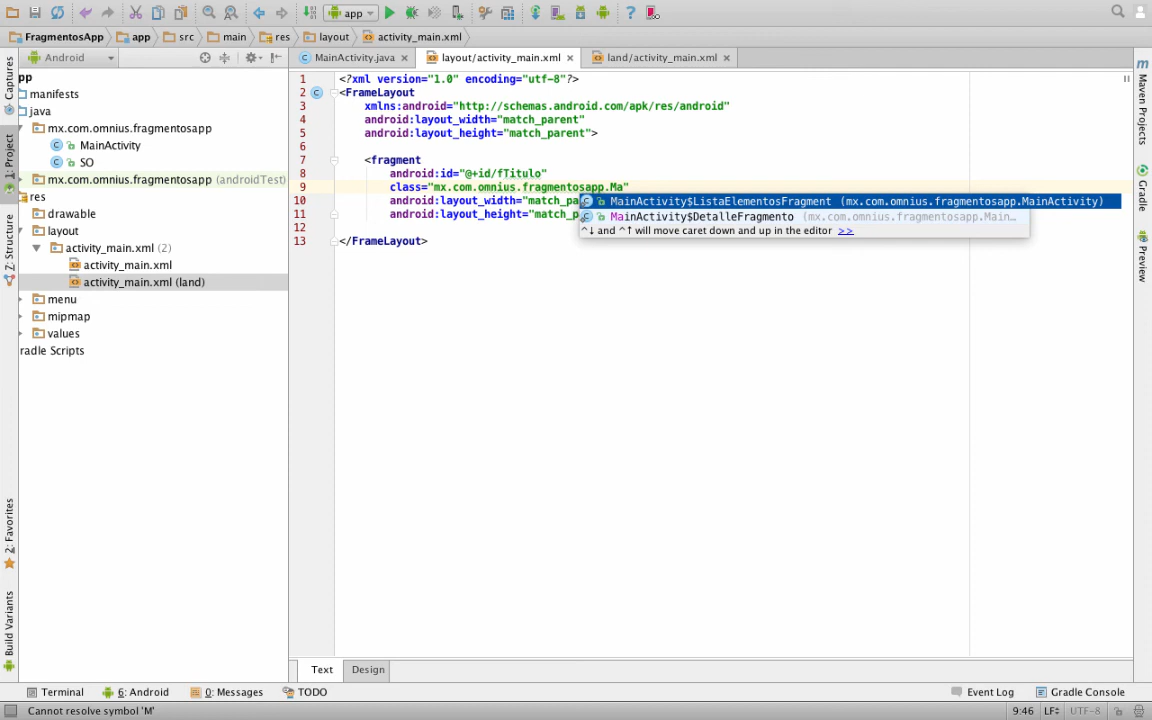 app
FragmentosApp app src main res layout activity_main.xml
Android
MainActivity.java layout/activity_main.xml land/activity_main.xml
Captures
1: Project
Z: Structure
2: Favorites
Build Variants
pp
manifests
java
mx.com.omnius.fragmentosapp
MainActivity
SO
mx.com.omnius.fragmentosapp (androidTest)
res
drawable
layout
activity_main.xml (2)
activity_main.xml
activity_main.xml (land)
menu
mipmap
values
radle Scripts
1 <?xml version="1.0" encoding="utf-8"?>
2 <FrameLayout
3 xmlns:android="http://schemas.android.com/apk/res/android"
4 android:layout_width="match_parent"
5 android:layout_height="match_parent">
6
7 <fragment
8 android:id="@+id/fTitulo"
9 class="mx.com.omnius.fragmentosapp.Ma"
10 android:layout_width="match_pa
11 android:layout_height="match_p
12
13 </FrameLayout>
MainActivity$ListaElementosFragment (mx.com.omnius.fragmentosapp.MainActivity)
MainActivity$DetalleFragmento (mx.com.omnius.fragmentosapp.Main...
^↓ and ^↑ will move caret down and up in the editor >>
m
Maven Projects
Gradle
Preview
Text Design
Terminal 6: Android 0: Messages TODO Event Log Gradle Console
Cannot resolve symbol 'M' 9:46 LF÷ UTF-8÷